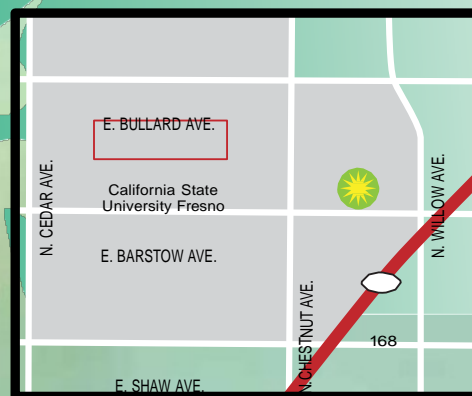 E. BULLARD AVE.
N. CEDAR AVE.
California State
University Fresno
N. WILLOW AVE.
E. BARSTOW AVE.
N.CHESTNUT AVE.
168
E. SHAW AVE.